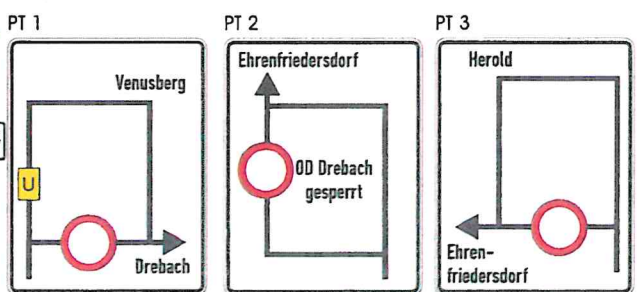 PT 1
PT 2
PT 3
Venusberg
U
Drebach
Ehrenfriedersdorf
OD Drebach
gesperrt
Herold
Ehren-
friedersdorf